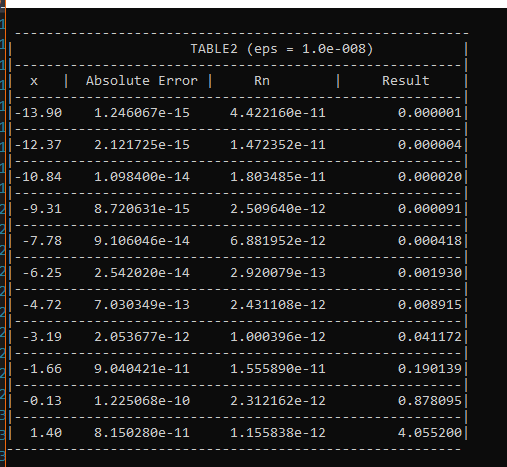 TABLE2 (eps = 1.0e-008)
x | Absolute Error | Rn | Result
-13.90 1.246067e-15 4.422160e-11 0.000001
-12.37 2.121725e-15 1.472352e-11 0.000004
-10.84 1.098400e-14 1.803485e-11 0.000020
-9.31 8.720631e-15 2.509640e-12 0.000091
-7.78 9.106046e-14 6.881952e-12 0.000418
-6.25 2.542020e-14 2.920079e-13 0.001930
-4.72 7.030349e-13 2.431108e-12 0.008915
-3.19 2.053677e-12 1.000396e-12 0.041172
-1.66 9.040421e-11 1.555890e-11 0.190139
-0.13 1.225068e-10 2.312162e-12 0.878095
1.40 8.150280e-11 1.155838e-12 4.055200